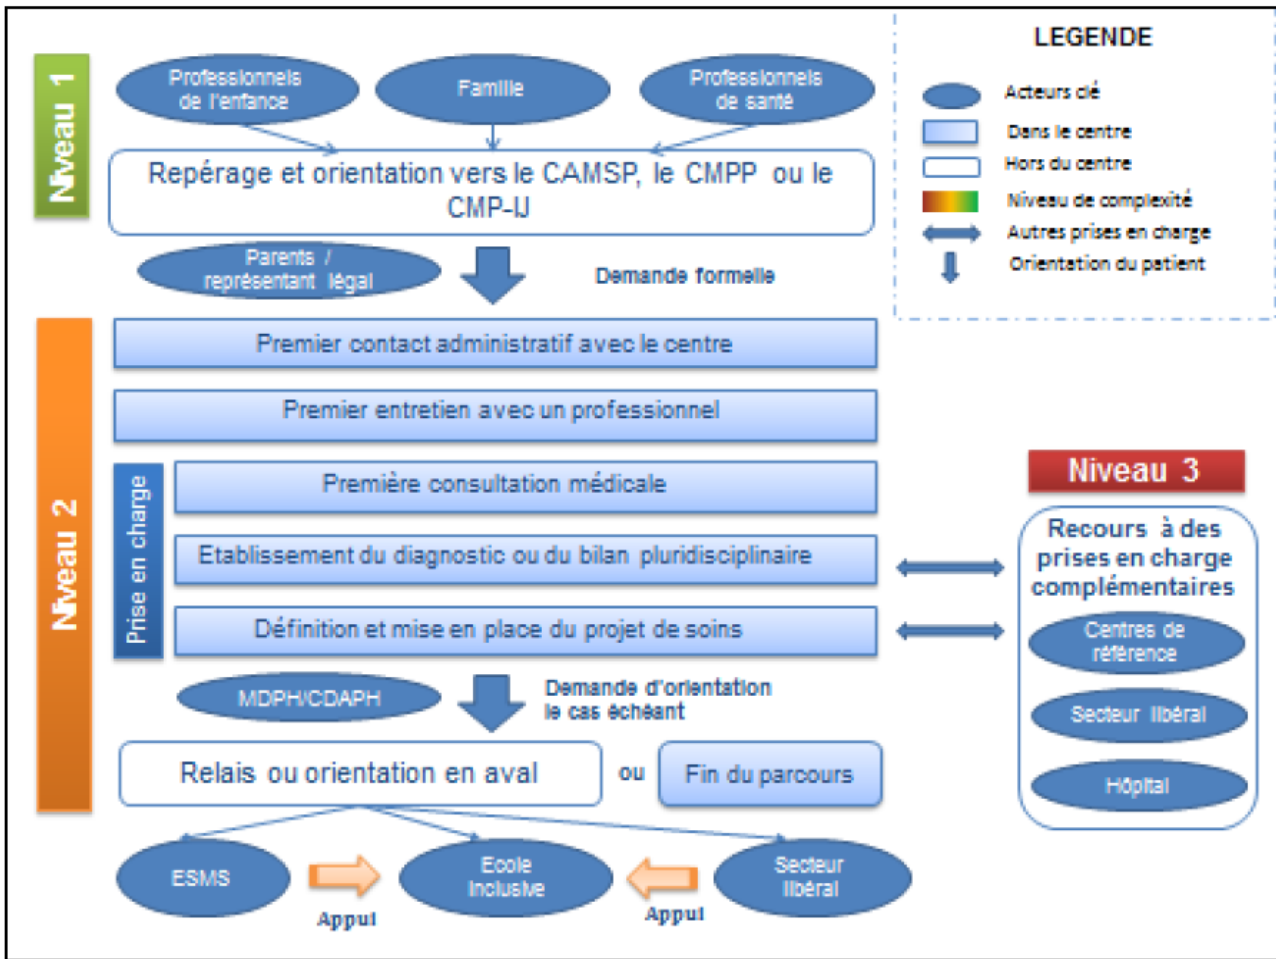 LEGENDE
Acteurs clé
Dans le centre
Hors du centre
Niveau de complexité
Autres prises en charge
Orientation du patient
Niveau 1
Professionnels
de l'enfance
Famille
Professionnels
de santé
Repérage et orientation vers le CAMSP, le CMPP ou le
CMP-IJ
Parents /
représentant légal
Demande formelle
Niveau 2
Premier contact administratif avec le centre
Premier entretien avec un professionnel
Prise en charge
Première consultation médicale
Etablissement du diagnostic ou du bilan pluridisciplinaire
Définition et mise en place du projet de soins
Niveau 3
Recours à des
prises en charge
complémentaires
Centres de
référence
Secteur libéral
Hôpital
MDPH/CDAPH
Demande d'orientation
le cas échéant
Relais ou orientation en aval
ou
Fin du parcours
ESMS
Appui
Ecole
Inclusive
Appui
Secteur
libéral